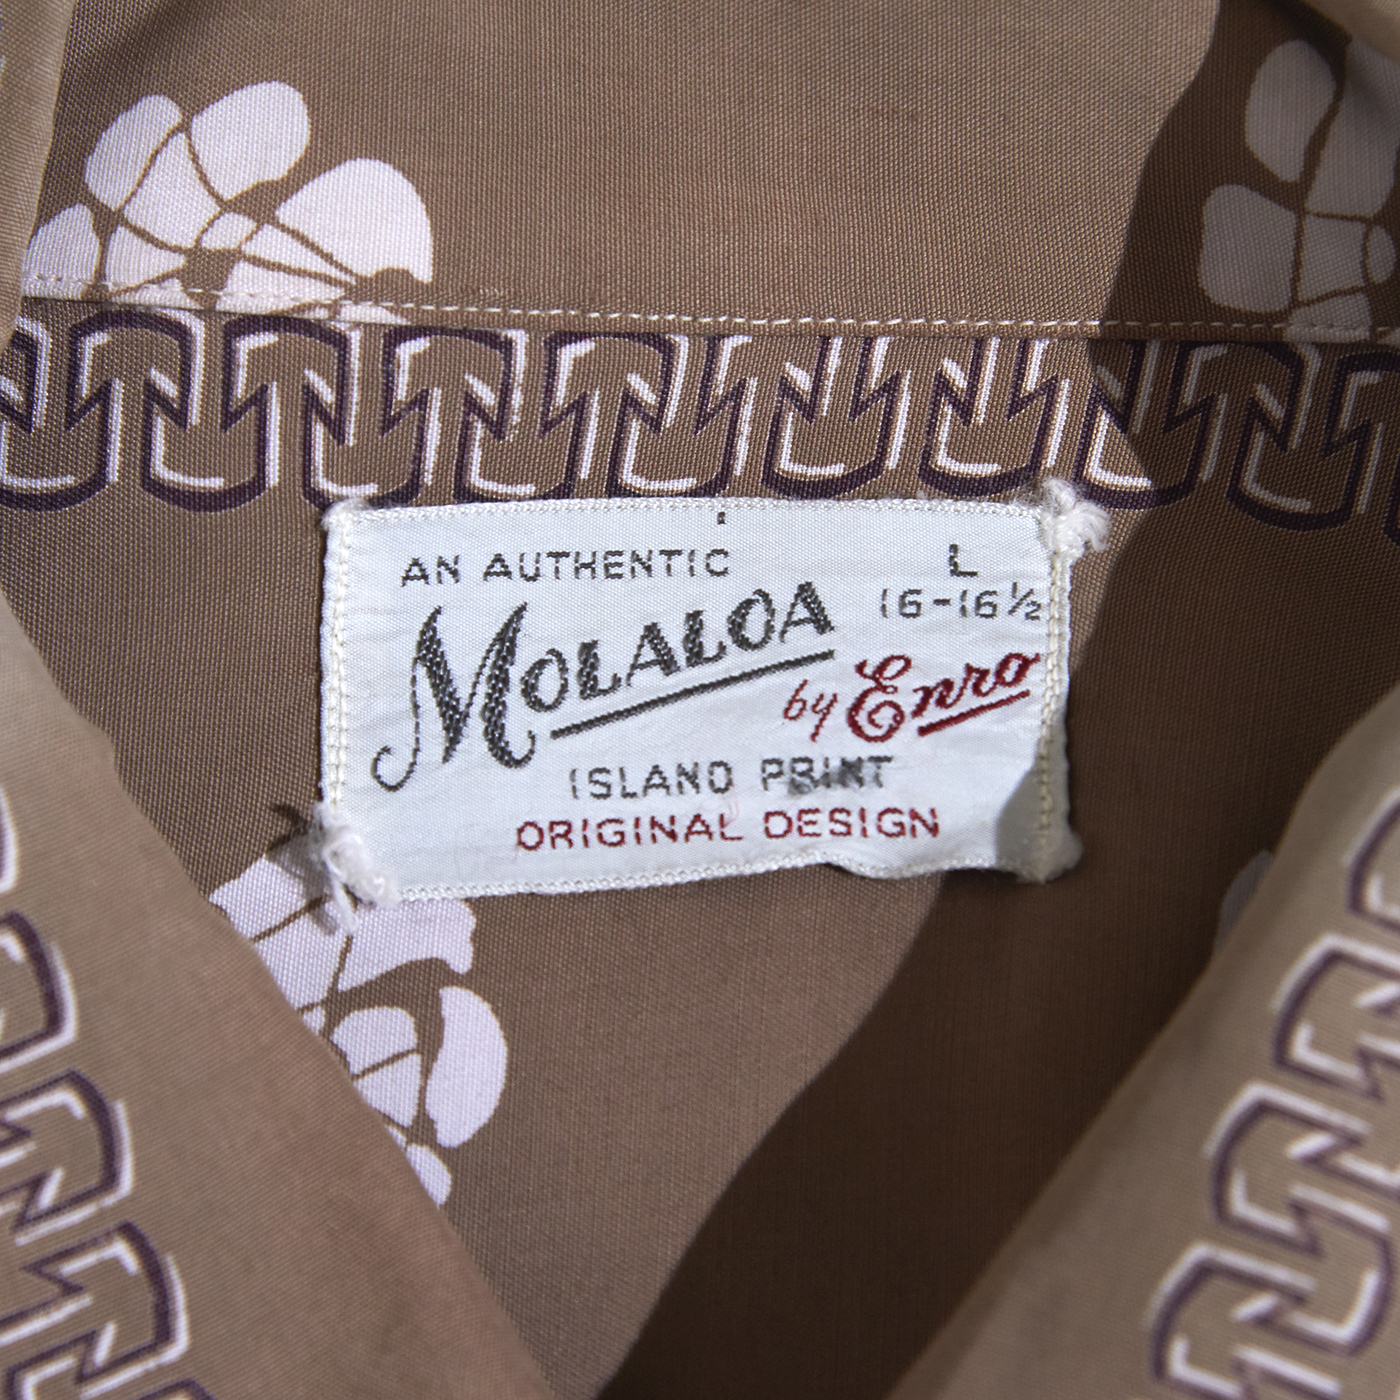 AN AUTHENTIC L
MOLALOA 16-16½
by Enro
ISLAND PRINT
ORIGINAL DESIGN